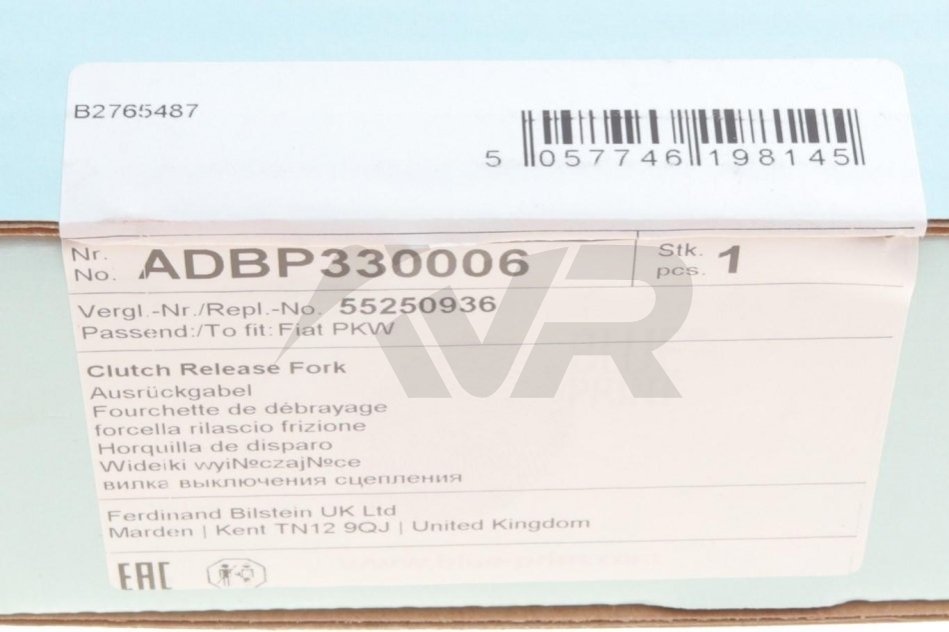 B2765487
5 057746 198145
Nr.
No. ADBP330006
Stk.
pcs. 1
Vergl.-Nr./Repl.-No. 55250936
Passend:/To fit: Fiat PKW
Clutch Release Fork
Ausrückgabel
Fourchette de débrayage
forcella rilascio frizione
Horquilla de disparo
Wideiki wyi№czaj№ce
вилка выключения сцепления
Ferdinand Bilstein UK Ltd
Marden | Kent TN12 9QJ | United Kingdom
EAC
VR